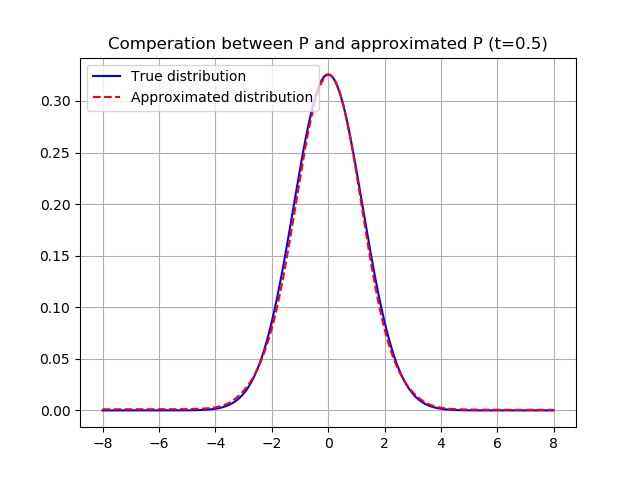 Comperation between P and approximated P (t=0.5)
True distribution
Approximated distribution
0.30
0.25
0.20
0.15
0.10
0.05
0.00
−8 −6 −4 −2 0 2 4 6 8